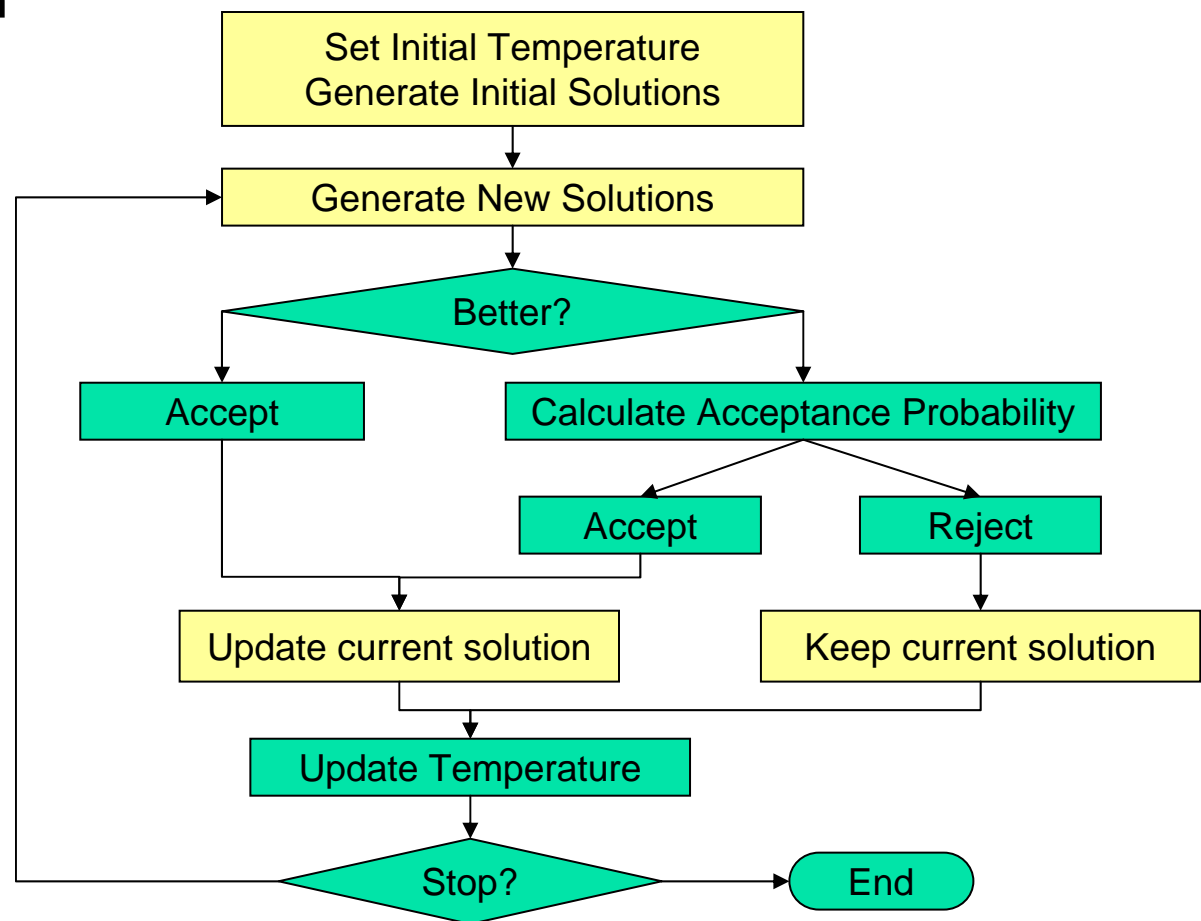 Set Initial Temperature
Generate Initial Solutions
Generate New Solutions
Better?
Accept
Calculate Acceptance Probability
Accept
Reject
Update current solution
Keep current solution
Update Temperature
Stop?
End